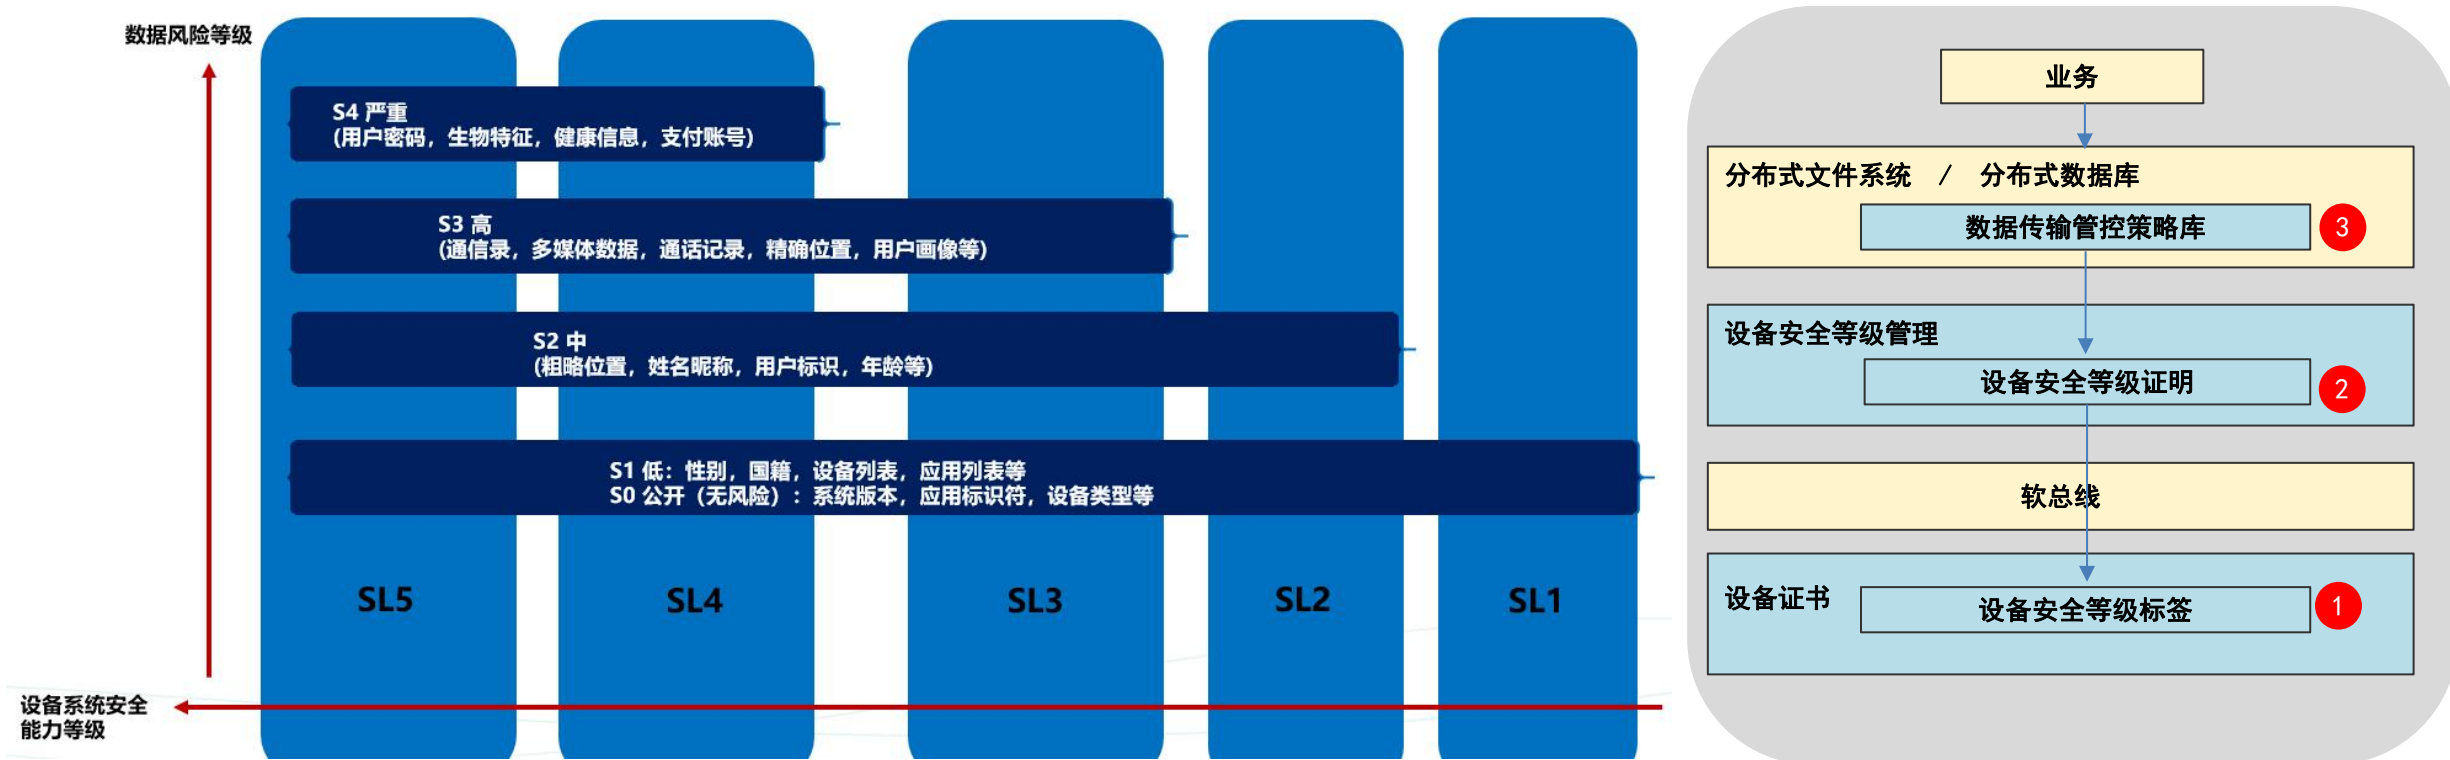 数据风险等级
S4 严重
(用户密码，生物特征，健康信息，支付账号)
S3 高
(通信录，多媒体数据，通话记录，精确位置，用户画像等)
S2 中
(粗略位置，姓名昵称，用户标识，年龄等)
S1 低：性别，国籍，设备列表，应用列表等
S0 公开（无风险）：系统版本，应用标识符，设备类型等
SL5
SL4
SL3
SL2
SL1
设备系统安全
能力等级
业务
分布式文件系统 / 分布式数据库
数据传输管控策略库
3
设备安全等级管理
设备安全等级证明
2
软总线
设备证书
设备安全等级标签
1